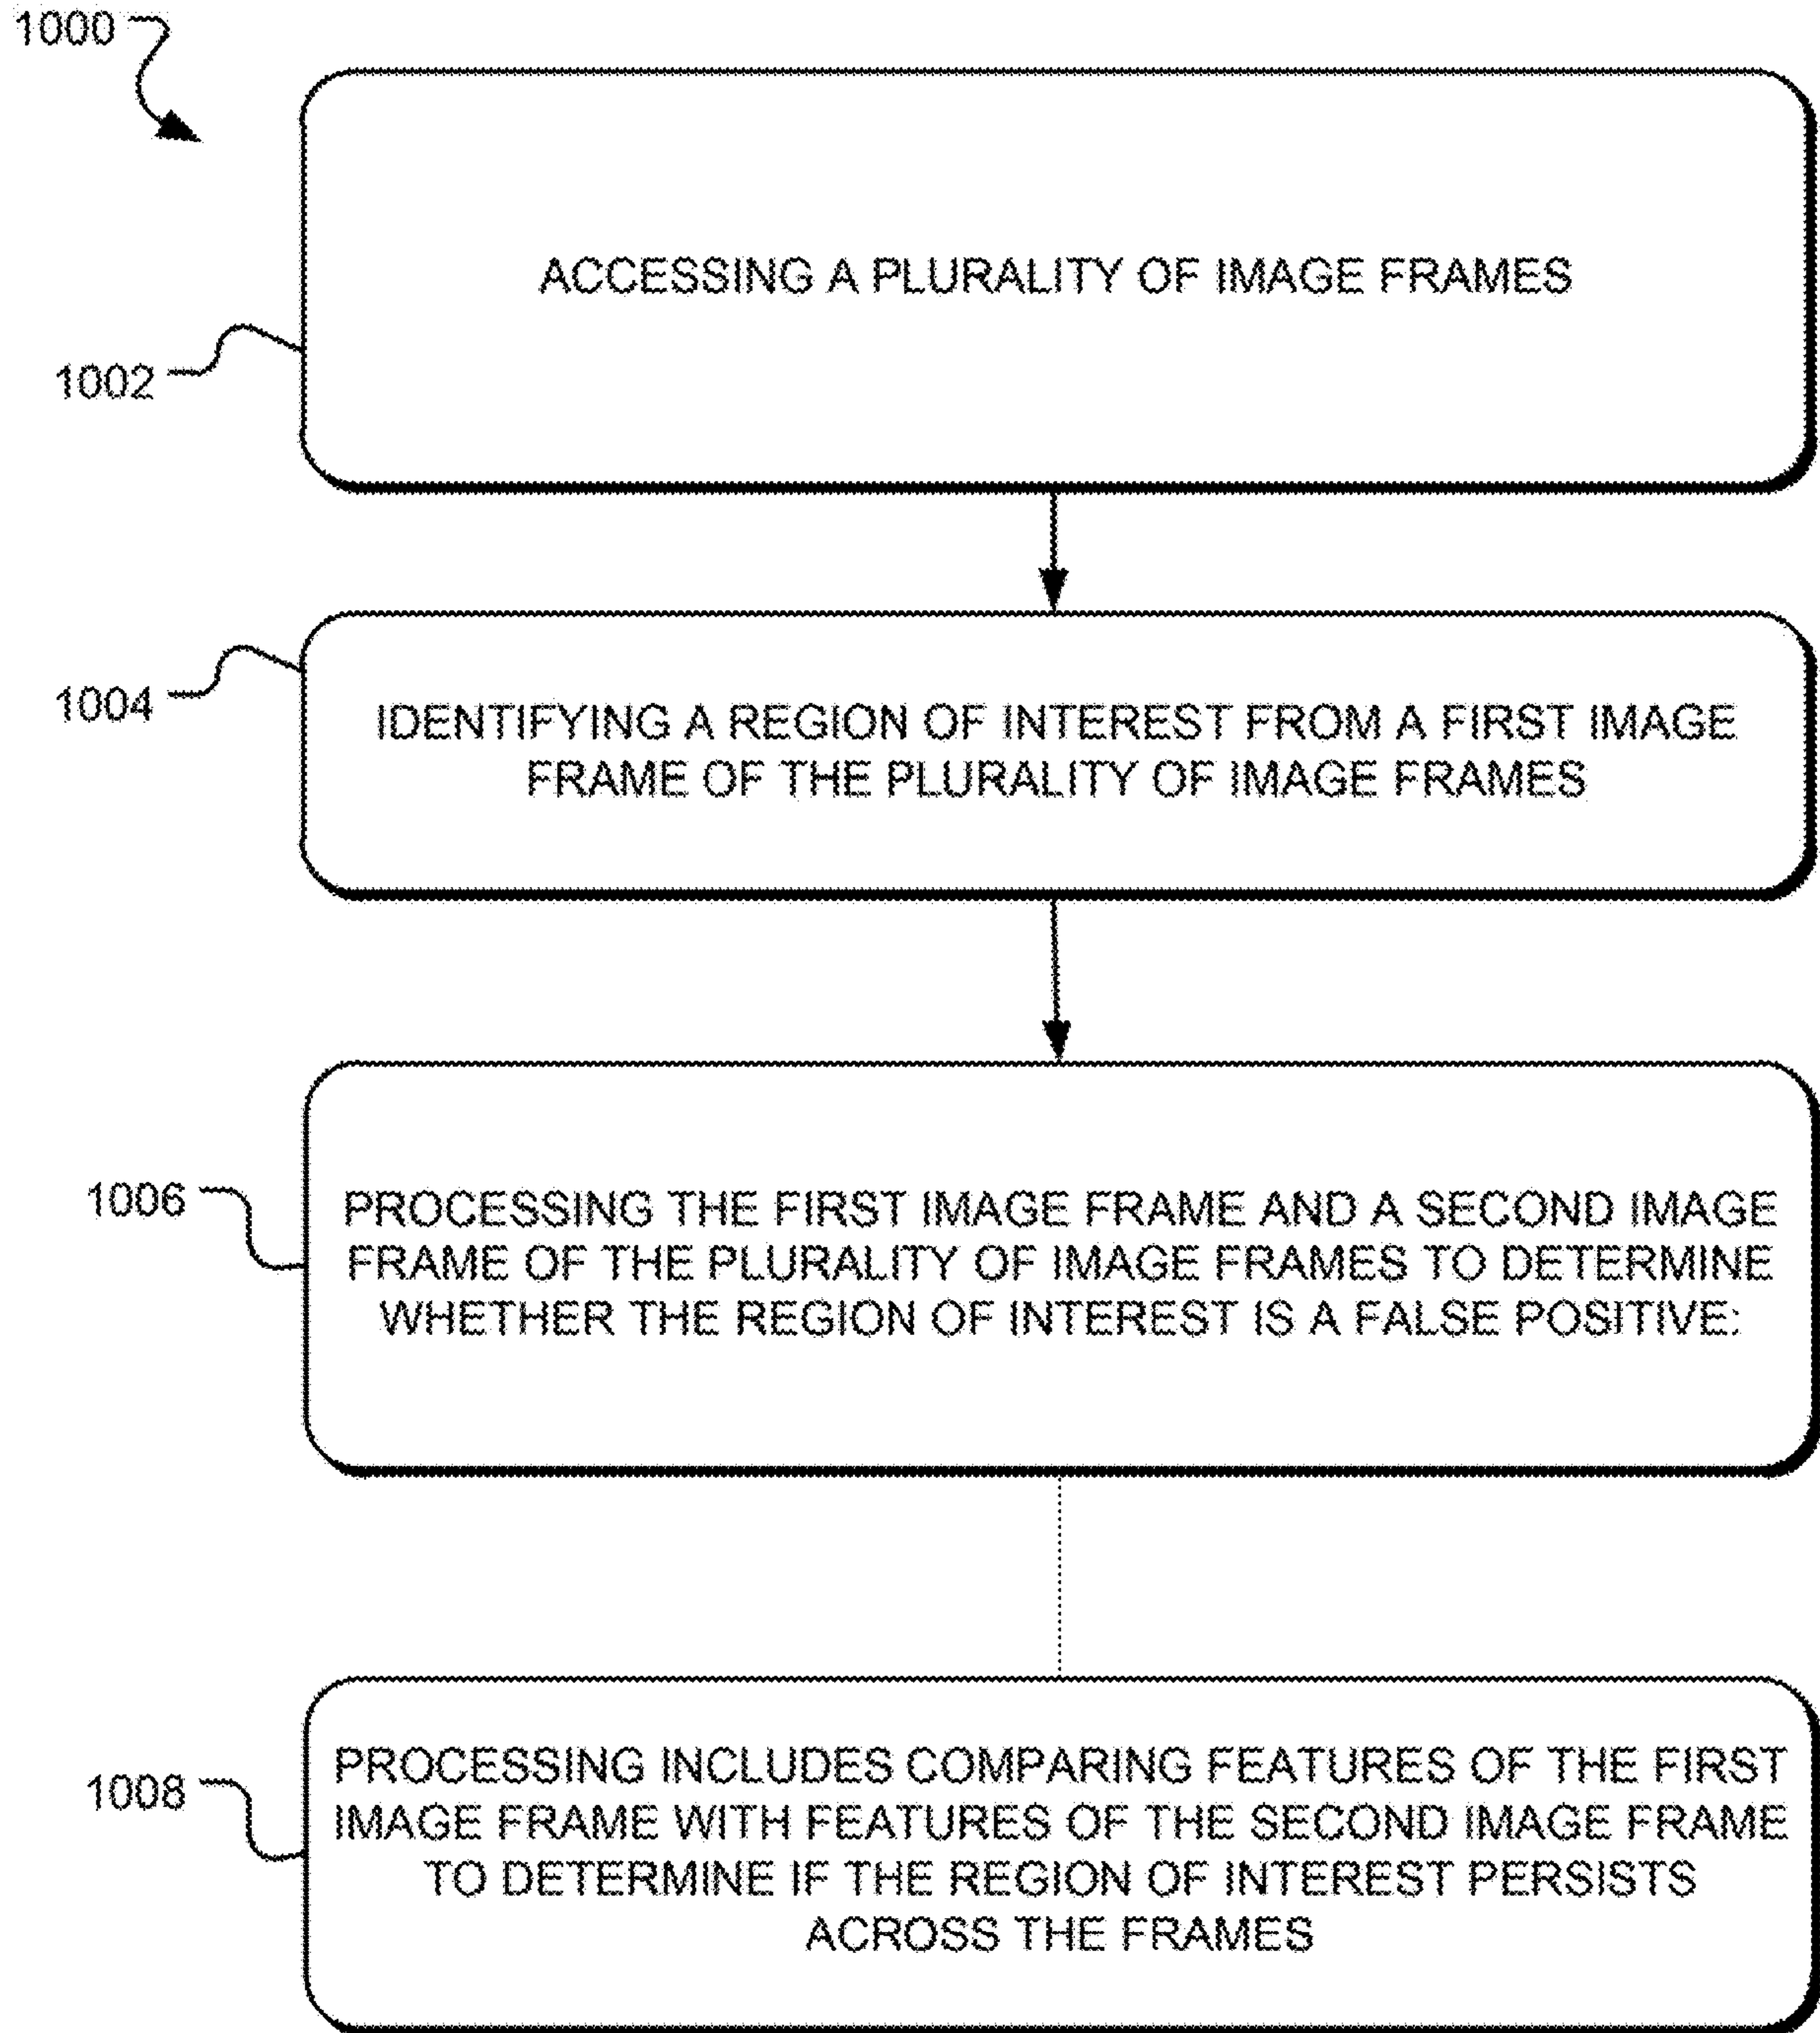 1000
ACCESSING A PLURALITY OF IMAGE FRAMES
1002
1004
IDENTIFYING A REGION OF INTEREST FROM A FIRST IMAGE
FRAME OF THE PLURALITY OF IMAGE FRAMES
1006
PROCESSING THE FIRST IMAGE FRAME AND A SECOND IMAGE
FRAME OF THE PLURALITY OF IMAGE FRAMES TO DETERMINE
WHETHER THE REGION OF INTEREST IS A FALSE POSITIVE:
1008
PROCESSING INCLUDES COMPARING FEATURES OF THE FIRST
IMAGE FRAME WITH FEATURES OF THE SECOND IMAGE FRAME
TO DETERMINE IF THE REGION OF INTEREST PERSISTS
ACROSS THE FRAMES